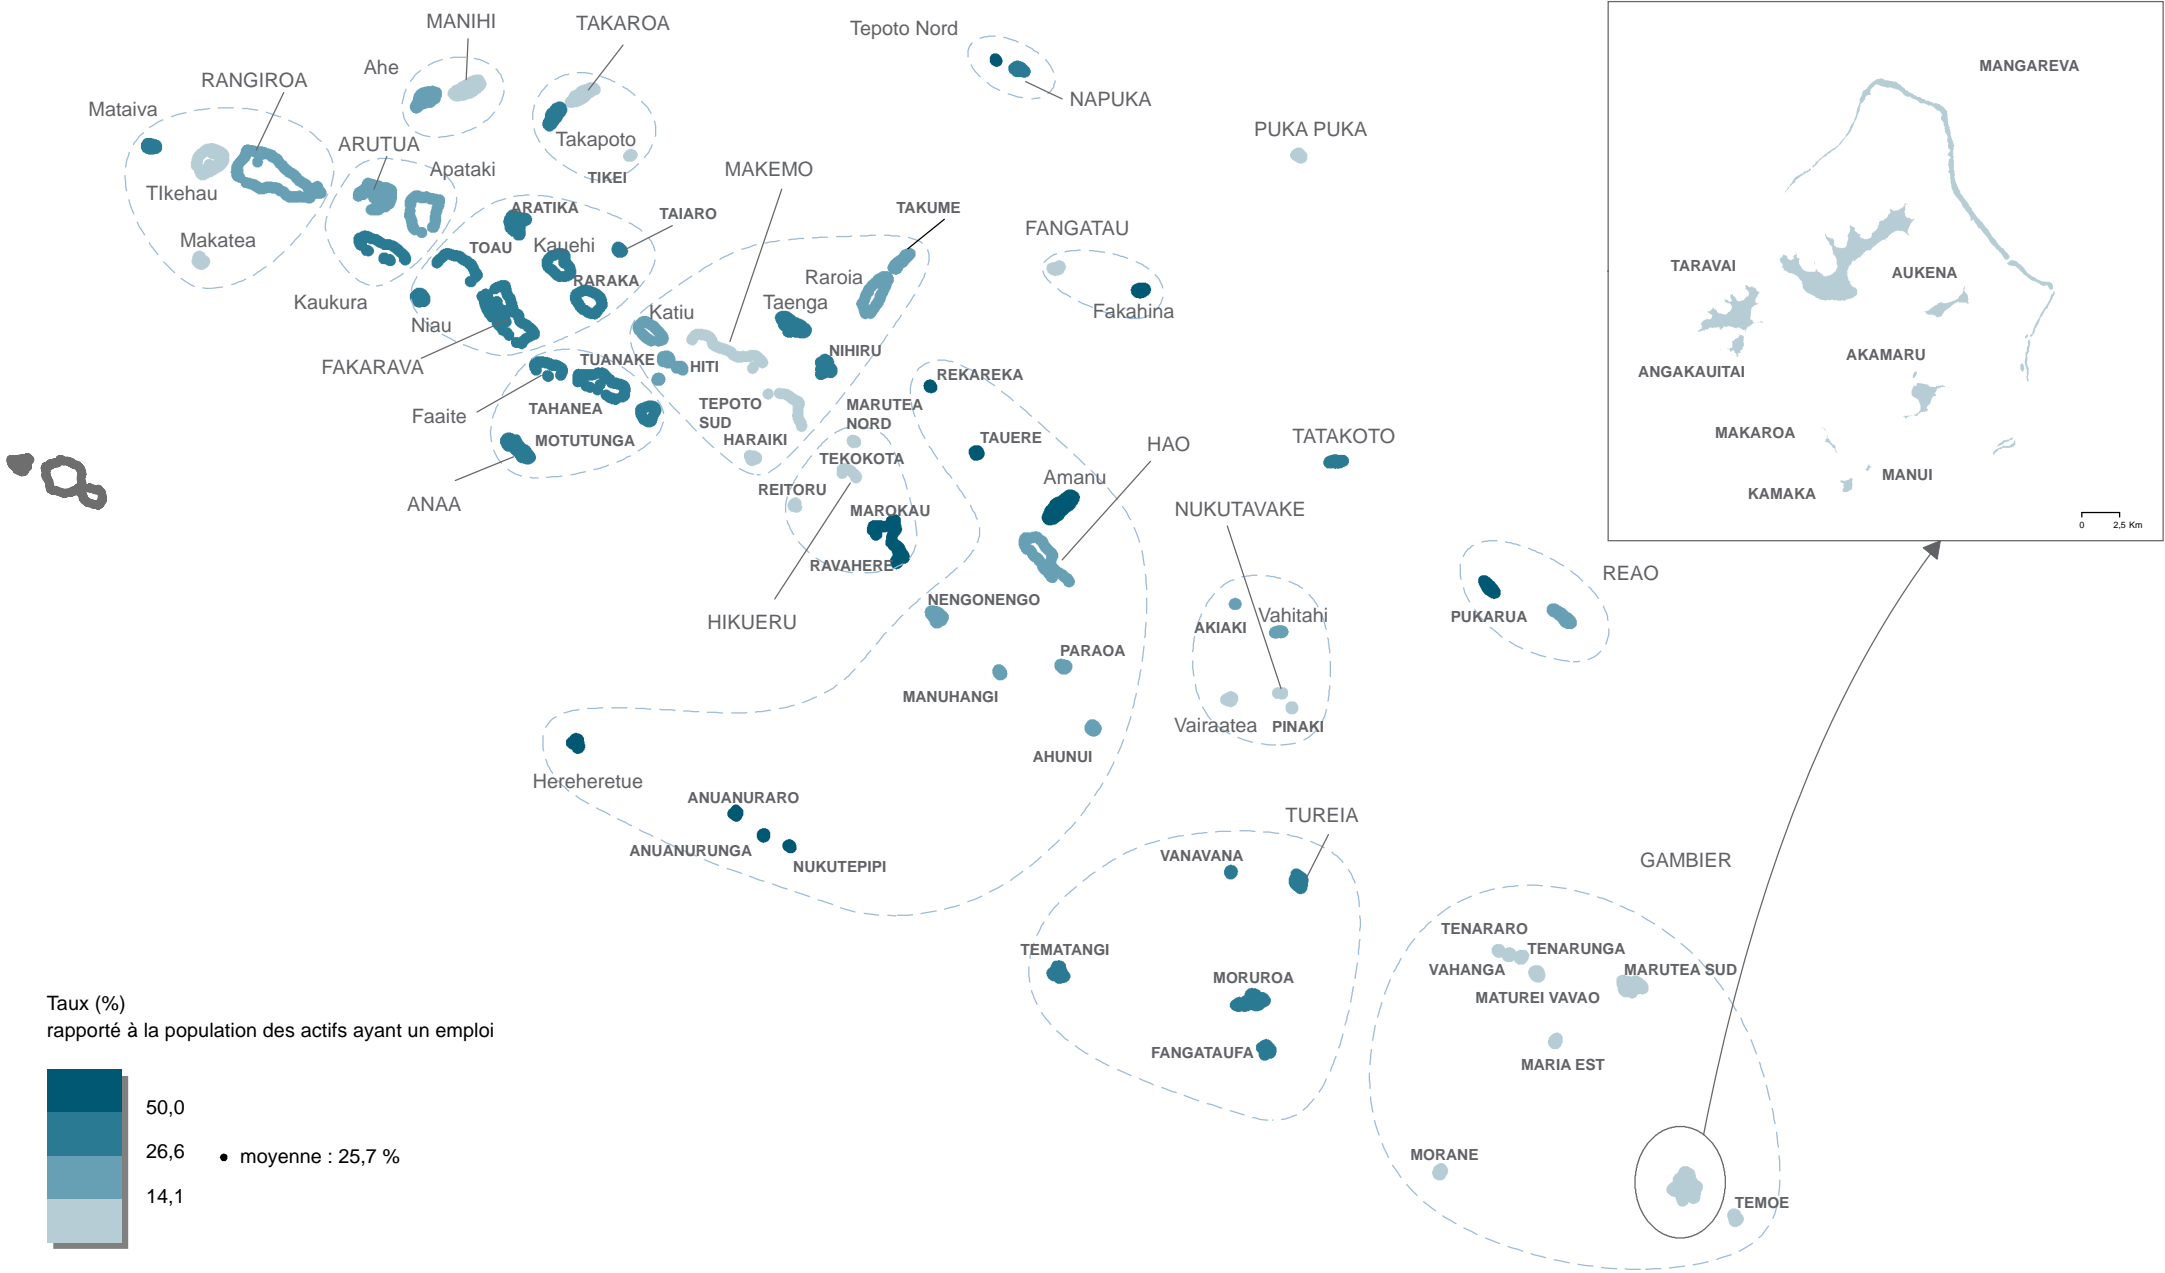 MANIHI
TAKAROA
Tepoto Nord
Ahe
RANGIROA
MANGAREVA
Mataiva
NAPUKA
PUKA PUKA
ARUTUA
Takapoto
Apataki
MAKEMO
TIKEI
TIkehau
ARATIKA
TAIARO
TAKUME
FANGATAU
Makatea
TOAU
Kauehi
TARAVAI
AUKENA
RARAKA
Raroia
Kaukura
Taenga
Katiu
Fakahina
Niau
NIHIRU
AKAMARU
FAKARAVA
TUANAKE
HITI
REKAREKA
ANGAKAUITAI
TAHANEA
TEPOTO
SUD
MARUTEA
NORD
Faaite
MAKAROA
MOTUTUNGA
HARAIKI
TAUERE
HAO
TATAKOTO
TEKOKOTA
Amanu
MANUI
KAMAKA
REITORU
ANAA
MAROKAU
NUKUTAVAKE
0 2,5 Km
RAVAHERE
REAO
NENGONENGO
HIKUERU
AKIAKI
Vahitahi
PUKARUA
PARAOA
MANUHANGI
Vairaatea
PINAKI
AHUNUI
Hereheretue
ANUANURARO
TUREIA
ANUANURUNGA
NUKUTEPIPI
VANAVANA
GAMBIER
TENARARO
TEMATANGI
TENARUNGA
VAHANGA
MARUTEA SUD
MORUROA
MATUREI VAVAO
Taux (%)
rapporté à la population des actifs ayant un emploi
FANGATAUFA
MARIA EST
50,0
26,6
• moyenne : 25,7 %
14,1
MORANE
TEMOE